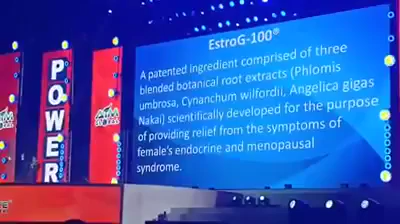 EstroG-100®
A patented ingredient comprised of three
blended botanical root extracts (Phlomis
umbrosa, Cynanchum wilfordii, Angelica gigas
Nakai) scientifically developed for the purpose
of providing relief from the symptoms of
female's endocrine and menopausal
syndrome.
POWER